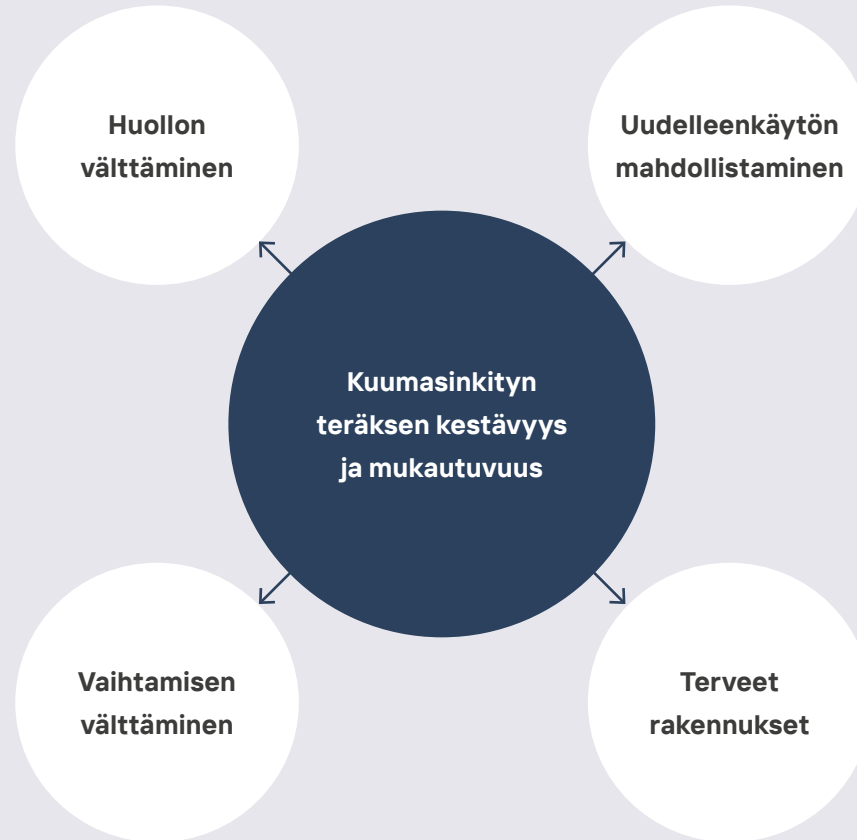 Huollon
välttäminen
Uudelleenkäytön
mahdollistaminen
Kuumasinkityn
teräksen kestävyys
ja mukautuvuus
Vaihtamisen
välttäminen
Terveet
rakennukset